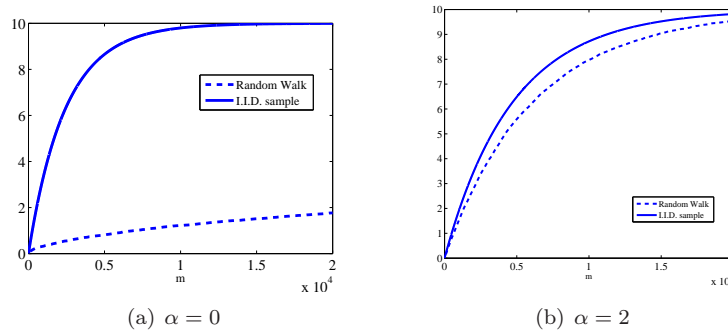 10
8
6
4
2
0
Random Walk
I.I.D. sample
0 0.5 1 1.5 2
m
x 10^4
(a) α = 0
10
9
8
7
6
5
4
3
2
1
0
Random Walk
I.I.D. sample
0 0.5 1 1.5
m
(b) α = 2